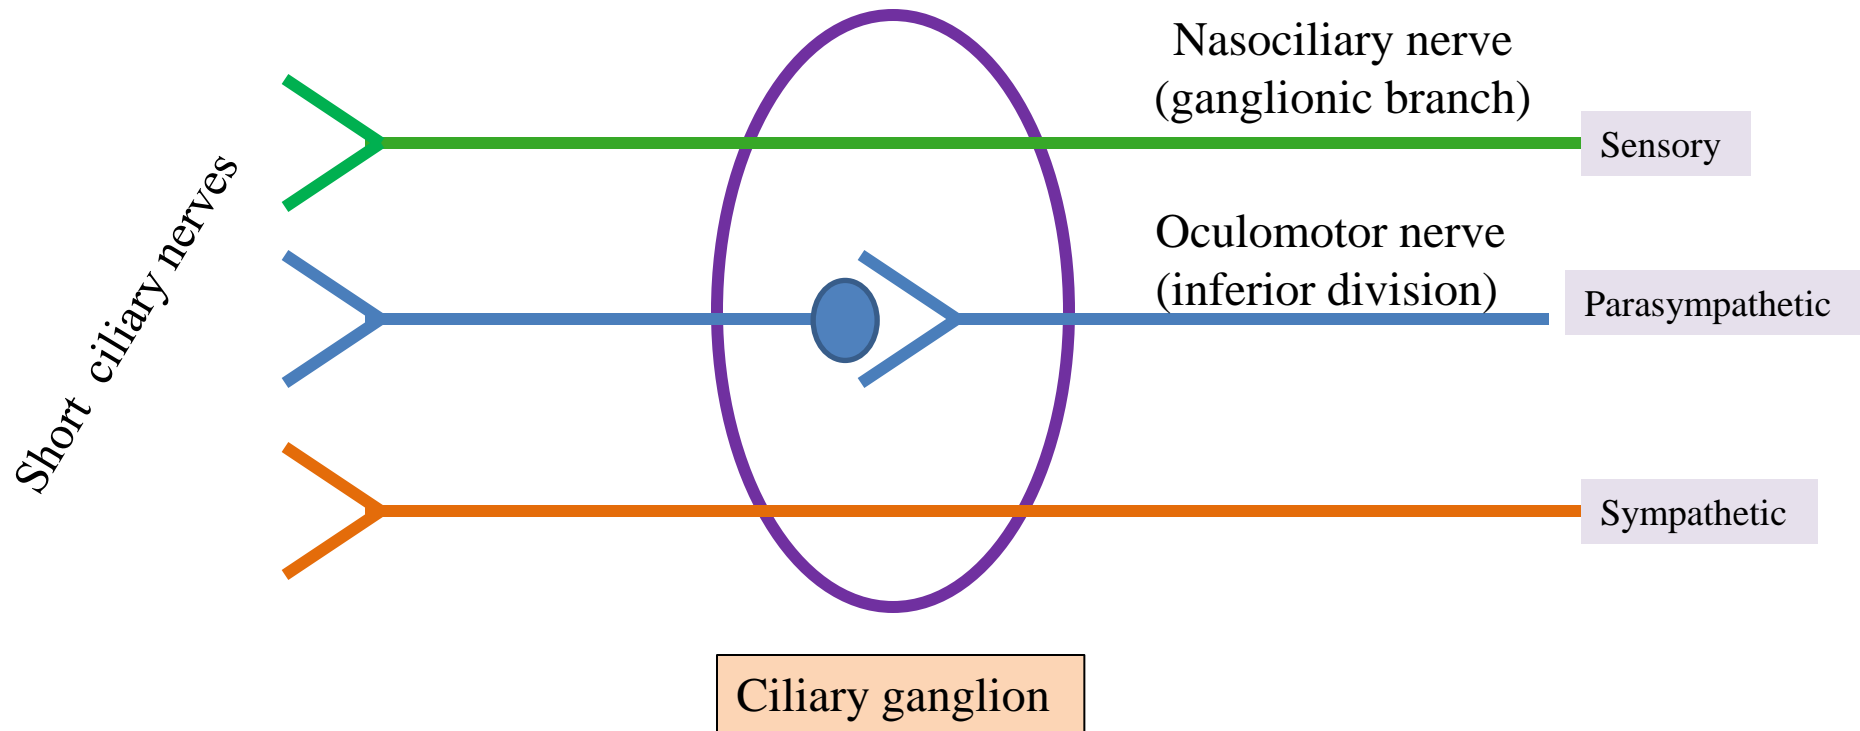 Nasociliary nerve
(ganglionic branch)
Sensory
Short ciliary nerves
Oculomotor nerve
(inferior division)
Parasympathetic
Sympathetic
Ciliary ganglion